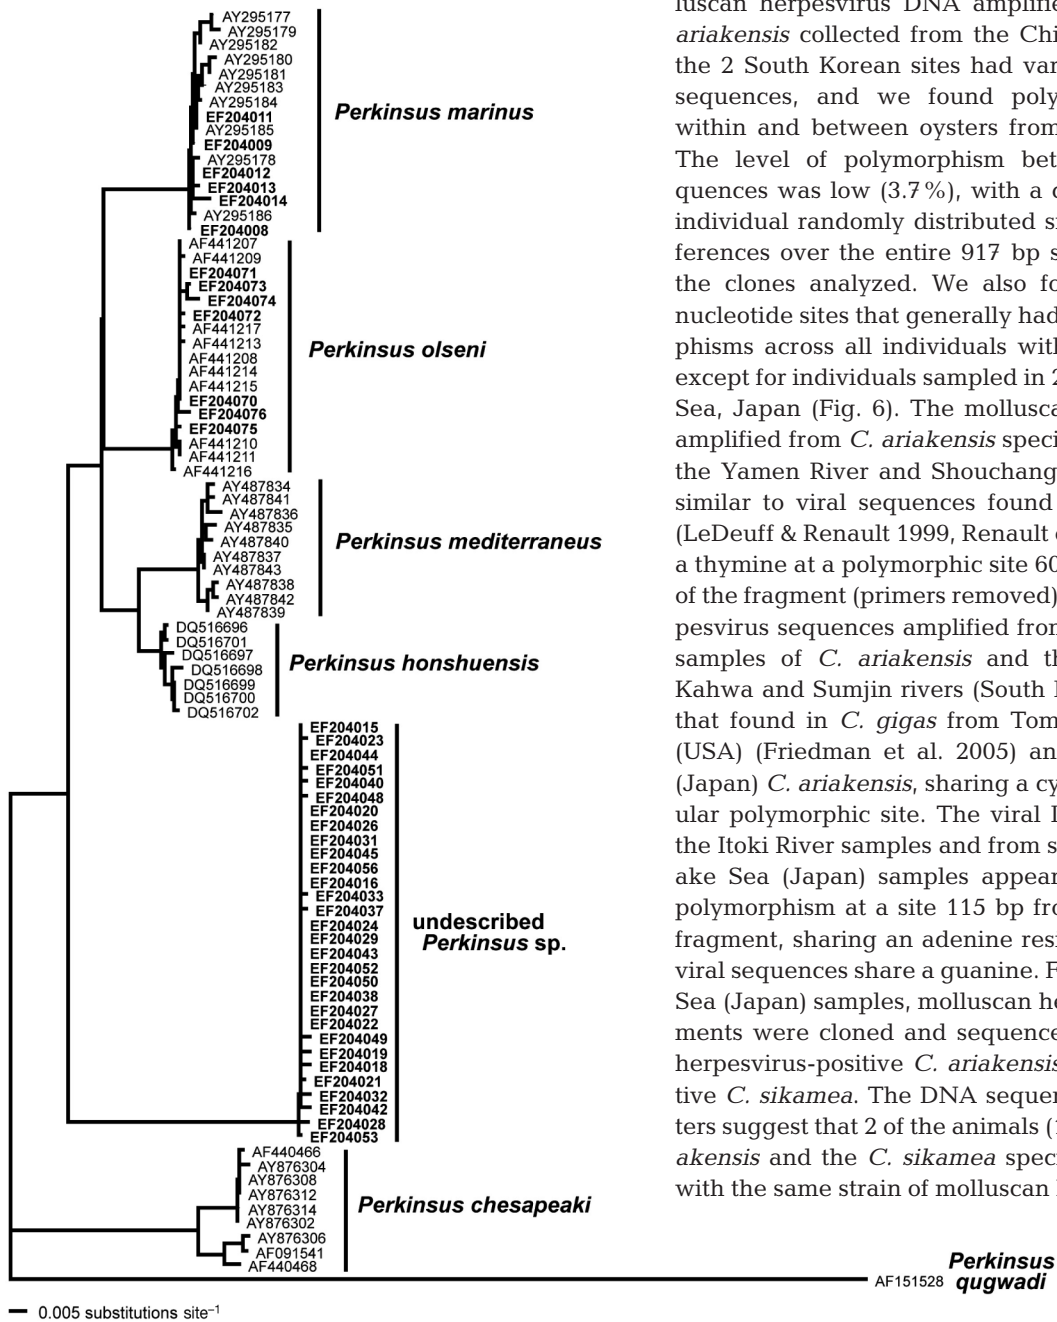 AY295177
AY295179
AY295182
AY295180
AY295181
AY295183
AY295184
EF204011
AY295185
EF204009
AY295178
EF204012
EF204013
EF204014
AY295186
EF204008
Perkinsus marinus
AF441207
AF441209
EF204071
EF204073
EF204074
EF204072
AF441217
AF441213
AF441208
AF441214
AF441215
EF204070
EF204076
EF204075
AF441210
AF441211
AF441216
Perkinsus olseni
AY487834
AY487841
AY487836
AY487835
AY487840
AY487837
AY487843
AY487838
AY487842
AY487839
Perkinsus mediterraneus
DQ516696
DQ516701
DQ516697
DQ516698
DQ516699
DQ516700
DQ516702
Perkinsus honshuensis
EF204015
EF204023
EF204044
EF204051
EF204040
EF204048
EF204020
EF204026
EF204031
EF204045
EF204056
EF204016
EF204033
EF204037
EF204024
EF204029
EF204043
EF204052
EF204050
EF204038
EF204027
EF204022
EF204049
EF204019
EF204018
EF204021
EF204032
EF204042
EF204028
EF204053
undescribed
Perkinsus sp.
AF440466
AY876304
AY876308
AY876312
AY876314
AY876302
AY876306
AF091541
AF440468
Perkinsus chesapeaki
AF151528
Perkinsus
qugwadi
0.005 substitutions site⁻¹
luscan herpesvirus DNA amplifie
ariakensis collected from the Chi
the 2 South Korean sites had var
sequences, and we found poly
within and between oysters from
The level of polymorphism bet
quences was low (3.7%), with a
individual randomly distributed s
ferences over the entire 917 bp s
the clones analyzed. We also fo
nucleotide sites that generally had
phisms across all individuals with
except for individuals sampled in 2
Sea, Japan (Fig. 6). The mollusca
amplified from C. ariakensis speci
the Yamen River and Shouchang
similar to viral sequences found
(LeDeuff & Renault 1999, Renault e
a thymine at a polymorphic site 60
of the fragment (primers removed)
pesvirus sequences amplified from
samples of C. ariakensis and th
Kahwa and Sumjin rivers (South
that found in C. gigas from Tom
(USA) (Friedman et al. 2005) an
(Japan) C. ariakensis, sharing a cy
ular polymorphic site. The viral
the Itoki River samples and from s
ake Sea (Japan) samples appear
polymorphism at a site 115 bp fro
fragment, sharing an adenine resi
viral sequences share a guanine. F
Sea (Japan) samples, molluscan he
ments were cloned and sequence
herpesvirus-positive C. ariakensis
tive C. sikamea. The DNA sequen
ters suggest that 2 of the animals (
akensis and the C. sikamea speci
with the same strain of molluscan